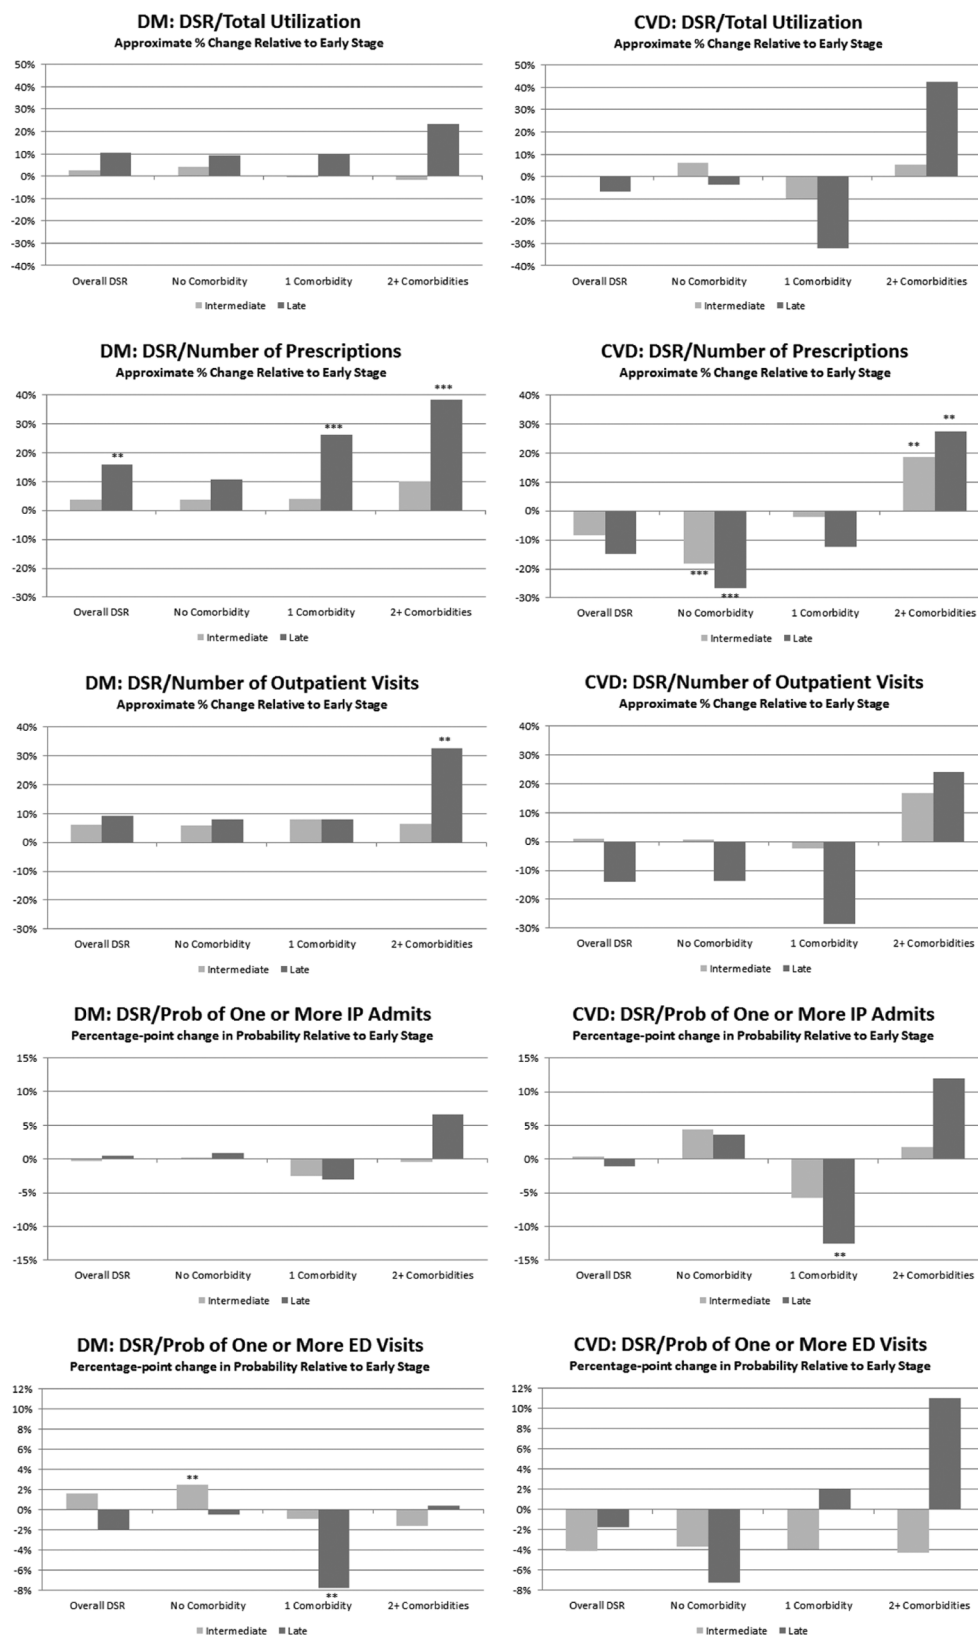 DM: DSR/Total Utilization
Approximate % Change Relative to Early Stage
50%
40%
30%
20%
10%
0%
-10%
-20%
-30%
-40%
Overall DSR No Comorbidity 1 Comorbidity 2+ Comorbidities
Intermediate Late
CVD: DSR/Total Utilization
Approximate % Change Relative to Early Stage
50%
40%
30%
20%
10%
0%
-10%
-20%
-30%
-40%
Overall DSR No Comorbidity 1 Comorbidity 2+ Comorbidities
Intermediate Late
DM: DSR/Number of Prescriptions
Approximate % Change Relative to Early Stage
40%
30%
20%
10%
0%
-10%
-20%
-30%
** *** ***
Overall DSR No Comorbidity 1 Comorbidity 2+ Comorbidities
Intermediate Late
CVD: DSR/Number of Prescriptions
Approximate % Change Relative to Early Stage
40%
30%
20%
10%
0%
-10%
-20%
-30%
*** *** ** **
Overall DSR No Comorbidity 1 Comorbidity 2+ Comorbidities
Intermediate Late
DM: DSR/Number of Outpatient Visits
Approximate % Change Relative to Early Stage
40%
30%
20%
10%
0%
-10%
-20%
-30%
**
Overall DSR No Comorbidity 1 Comorbidity 2+ Comorbidities
Intermediate Late
CVD: DSR/Number of Outpatient Visits
Approximate % Change Relative to Early Stage
40%
30%
20%
10%
0%
-10%
-20%
-30%
Overall DSR No Comorbidity 1 Comorbidity 2+ Comorbidities
Intermediate Late
DM: DSR/Prob of One or More IP Admits
Percentage-point change in Probability Relative to Early Stage
15%
10%
5%
0%
-5%
-10%
-15%
Overall DSR No Comorbidity 1 Comorbidity 2+ Comorbidities
Intermediate Late
CVD: DSR/Prob of One or More IP Admits
Percentage-point change in Probability Relative to Early Stage
15%
10%
5%
0%
-5%
-10%
-15%
**
Overall DSR No Comorbidity 1 Comorbidity 2+ Comorbidities
Intermediate Late
DM: DSR/Prob of One or More ED Visits
Percentage-point change in Probability Relative to Early Stage
12%
10%
8%
6%
4%
2%
0%
-2%
-4%
-6%
-8%
** **
Overall DSR No Comorbidity 1 Comorbidity 2+ Comorbidities
Intermediate Late
CVD: DSR/Prob of One or More ED Visits
Percentage-point change in Probability Relative to Early Stage
12%
10%
8%
6%
4%
2%
0%
-2%
-4%
-6%
-8%
Overall DSR No Comorbidity 1 Comorbidity 2+ Comorbidities
Intermediate Late